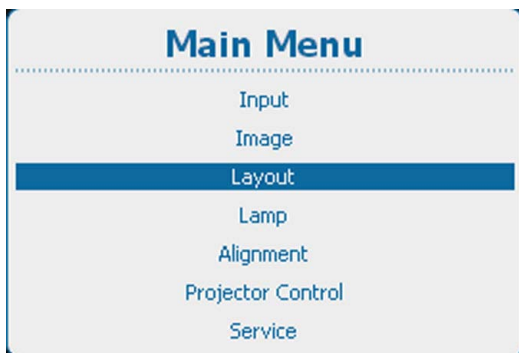 Main Menu
Input
Image
Layout
Lamp
Alignment
Projector Control
Service